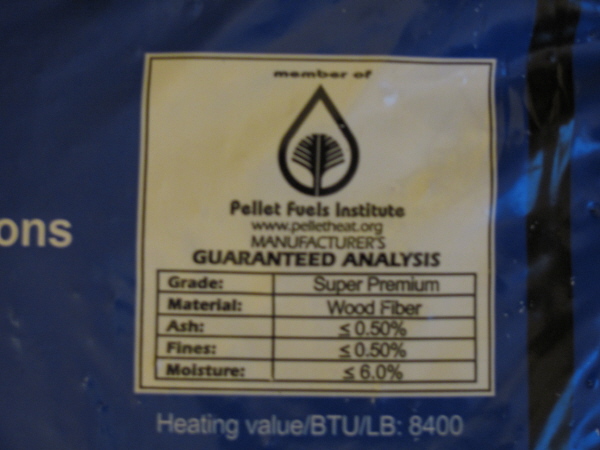 member of
Pellet Fuels Institute
www.pelletheat.org
MANUFACTURER'S
GUARANTEED ANALYSIS
Grade: Super Premium
Material: Wood Fiber
Ash: ≤ 0.50%
Fines: ≤ 0.50%
Moisture: ≤ 6.0%
ons
Heating value/BTU/LB: 8400